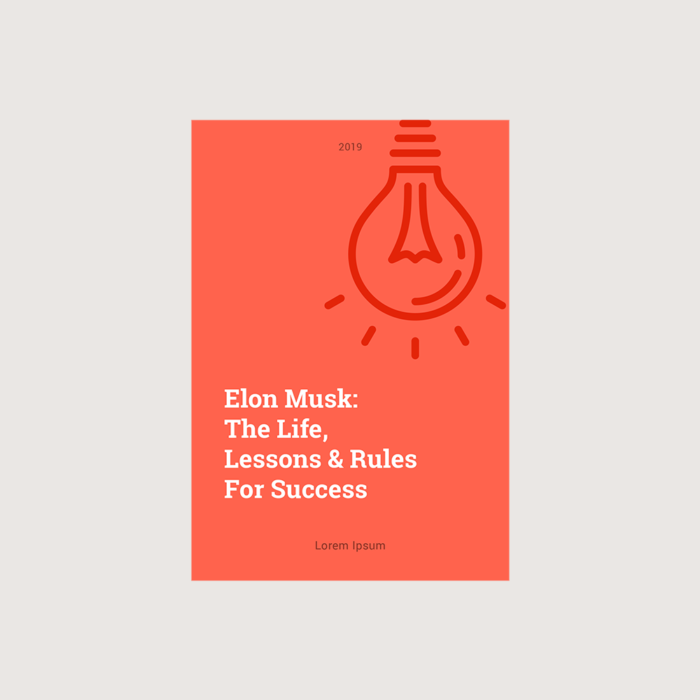 2019
Elon Musk:
The Life,
Lessons & Rules
For Success
Lorem Ipsum